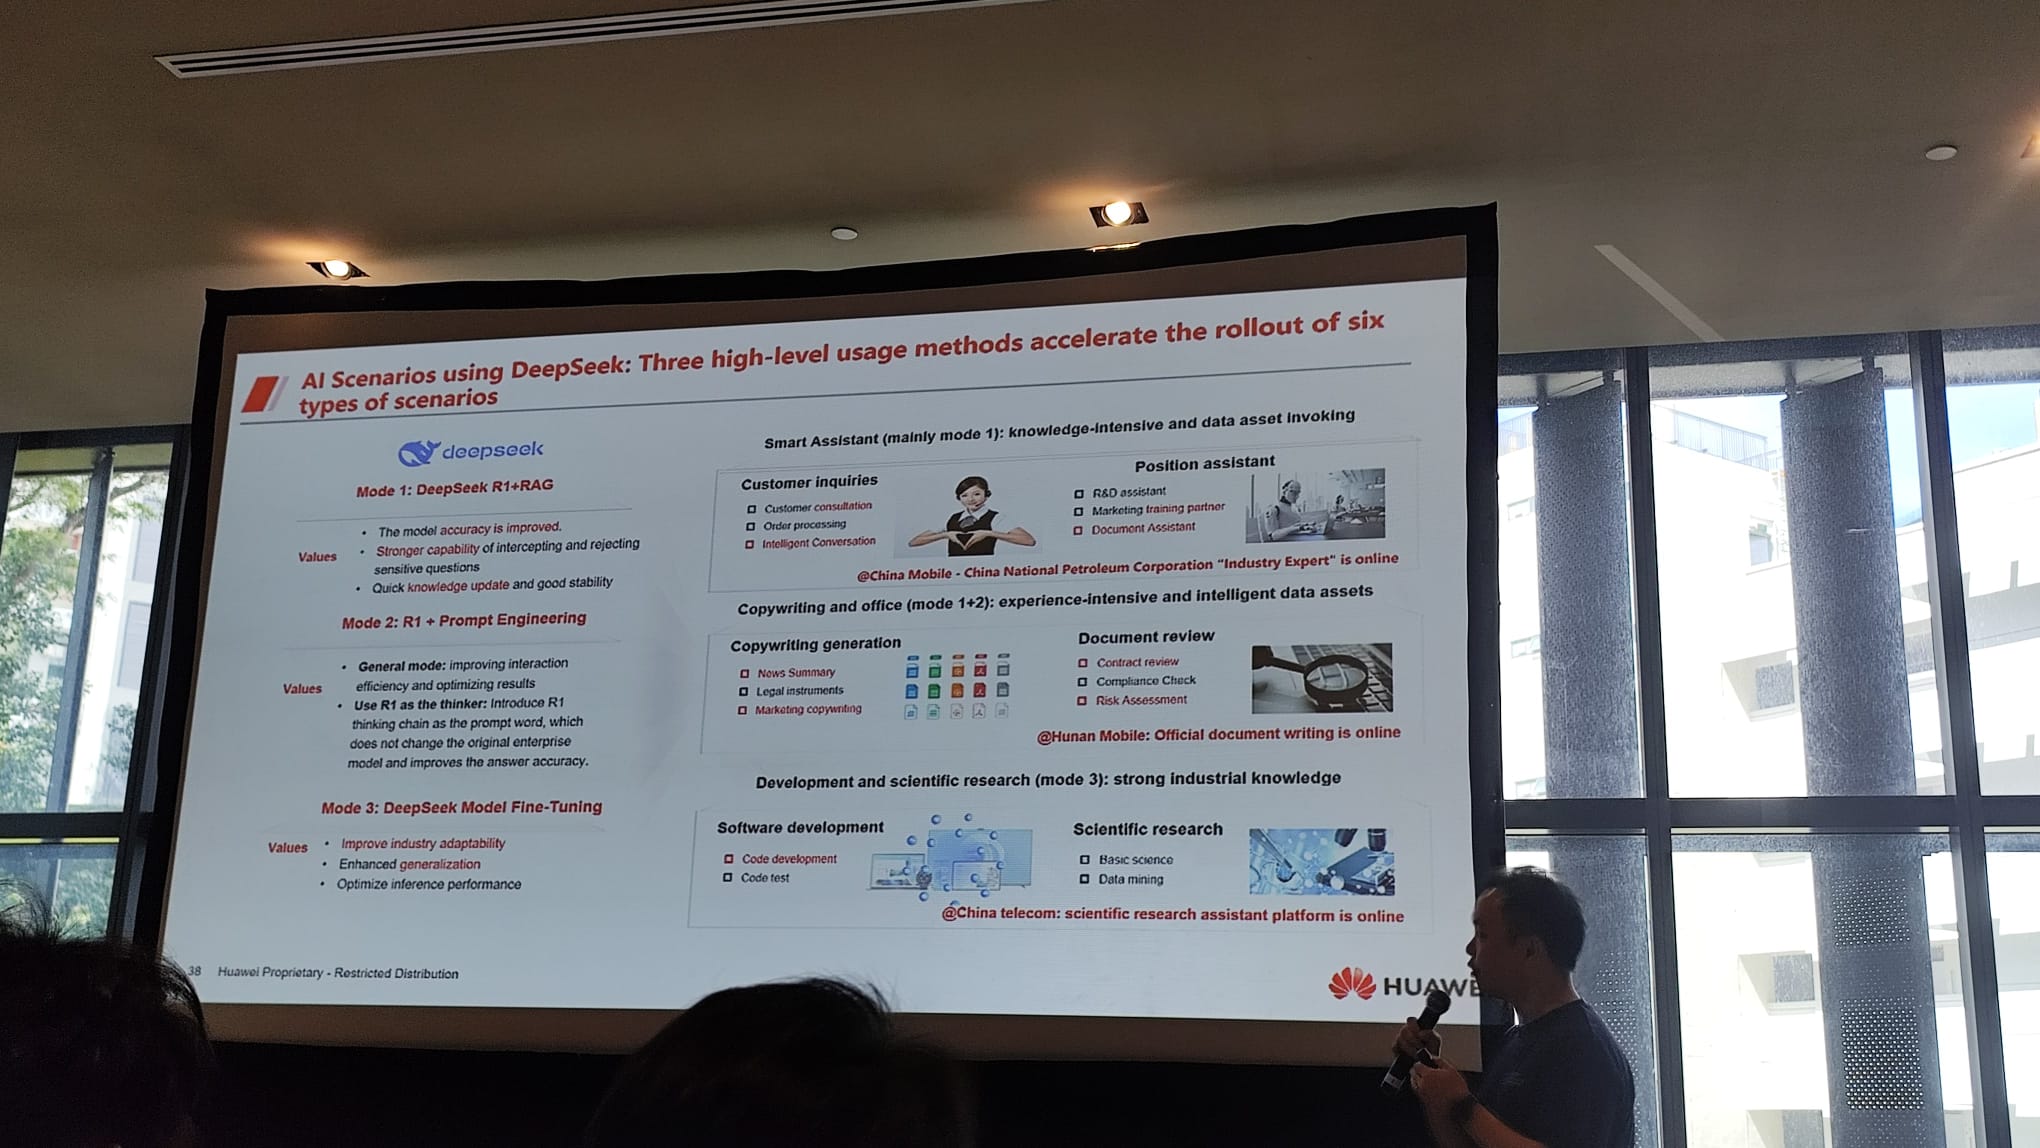 AI Scenarios using DeepSeek: Three high-level usage methods accelerate the rollout of six
types of scenarios
deepseek
Mode 1: DeepSeek R1+RAG
Values
• The model accuracy is improved.
• Stronger capability of intercepting and rejecting
sensitive questions
• Quick knowledge update and good stability
Mode 2: R1 + Prompt Engineering
Values
• General mode: improving interaction
efficiency and optimizing results
• Use R1 as the thinker: Introduce R1
thinking chain as the prompt word, which
does not change the original enterprise
model and improves the answer accuracy.
Mode 3: DeepSeek Model Fine-Tuning
Values
• Improve industry adaptability
• Enhanced generalization
• Optimize inference performance
Smart Assistant (mainly mode 1): knowledge-intensive and data asset invoking
Customer inquiries
Customer consultation
Order processing
Intelligent Conversation
Position assistant
R&D assistant
Marketing training partner
Document Assistant
@China Mobile - China National Petroleum Corporation "Industry Expert" is online
Copywriting and office (mode 1+2): experience-intensive and intelligent data assets
Copywriting generation
News Summary
Legal instruments
Marketing copywriting
Document review
Contract review
Compliance Check
Risk Assessment
@Hunan Mobile: Official document writing is online
Development and scientific research (mode 3): strong industrial knowledge
Software development
Code development
Code test
Scientific research
Basic science
Data mining
@China telecom: scientific research assistant platform is online
38 Huawei Proprietary - Restricted Distribution
HUAWE